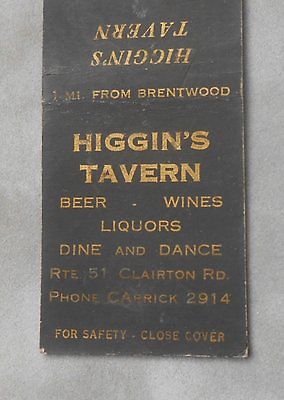 HIGGIN'S
TAVERN
1 MI. FROM BRENTWOOD
HIGGIN'S
TAVERN
BEER - WINES
LIQUORS
DINE AND DANCE
RTE. 51 CLAIRTON RD.
PHONE CARRICK 2914
FOR SAFETY - CLOSE COVER